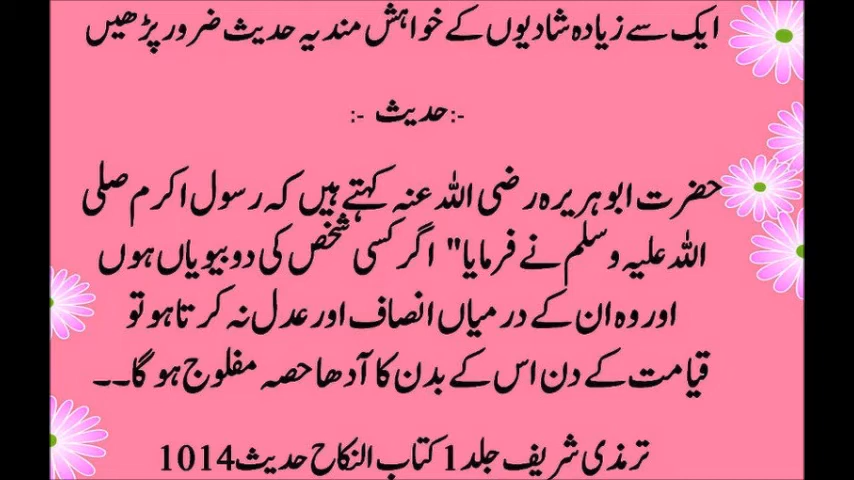 ایک سے زیادہ شادیوں کے خواہش مند یہ حدیث ضرور پڑھیں
:- حدیث -:
حضرت ابوہریرہ رضی اللہ عنہ کہتے ہیں کہ رسول اکرم صلی
اللہ علیہ وسلم نے فرمایا" اگر کسی شخص کی دو بیویاں ہوں
اور وہ ان کے درمیاں انصاف اور عدل نہ کرتا ہو تو
قیامت کے دن اس کے بدن کا آدھا حصہ مفلوج ہو گا۔۔
ترمذی شریف جلد 1 کتاب النکاح حدیث 1014